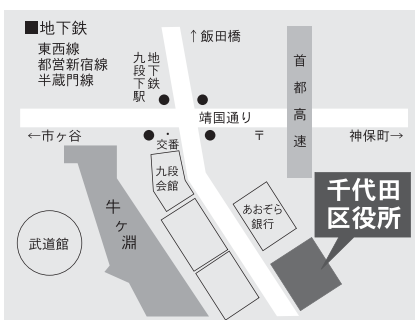 ■地下鉄
東西線
都営新宿線
半蔵門線
↑飯田橋
地下鉄
九段下駅
首都高速
靖国通り
←市ヶ谷
交番
〒
神保町→
九段
会館
牛ヶ淵
武道館
あおぞら
銀行
千代田
区役所